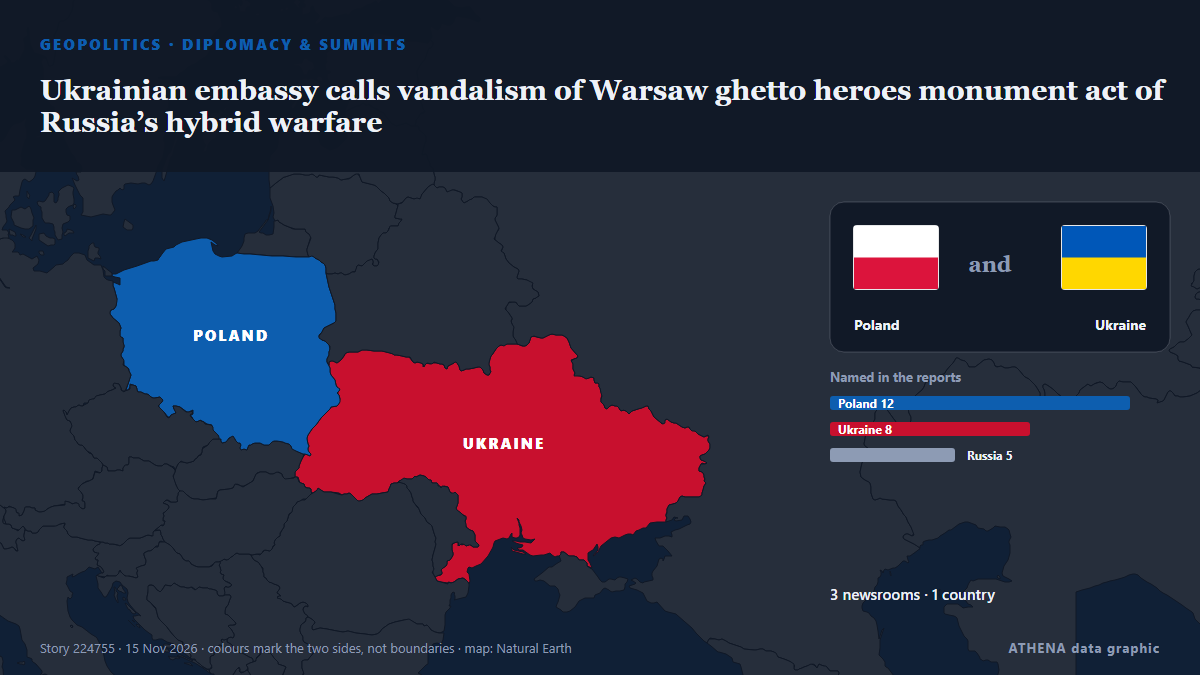 GEOPOLITICS · DIPLOMACY & SUMMITS
Ukrainian embassy calls vandalism of Warsaw ghetto heroes monument act of
Russia’s hybrid warfare
POLAND
UKRAINE
and
Poland
Ukraine
Named in the reports
Poland 12
Ukraine 8
Russia 5
3 newsrooms · 1 country
Story 224755 · 15 Nov 2026 · colours mark the two sides, not boundaries · map: Natural Earth
ATHENA data graphic